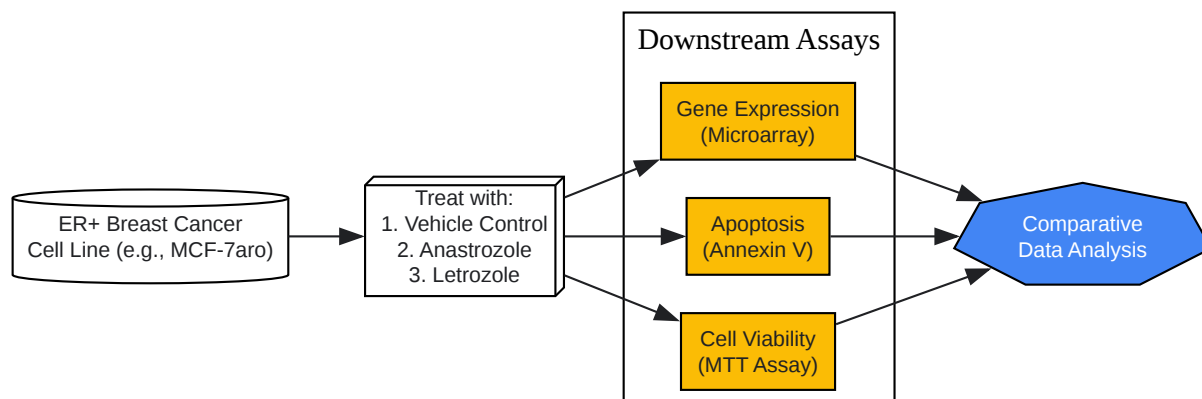 Downstream Assays
Gene Expression
(Microarray)
ER+ Breast Cancer
Cell Line (e.g., MCF-7aro)
Treat with:
1. Vehicle Control
2. Anastrozole
3. Letrozole
Apoptosis
(Annexin V)
Comparative
Data Analysis
Cell Viability
(MTT Assay)